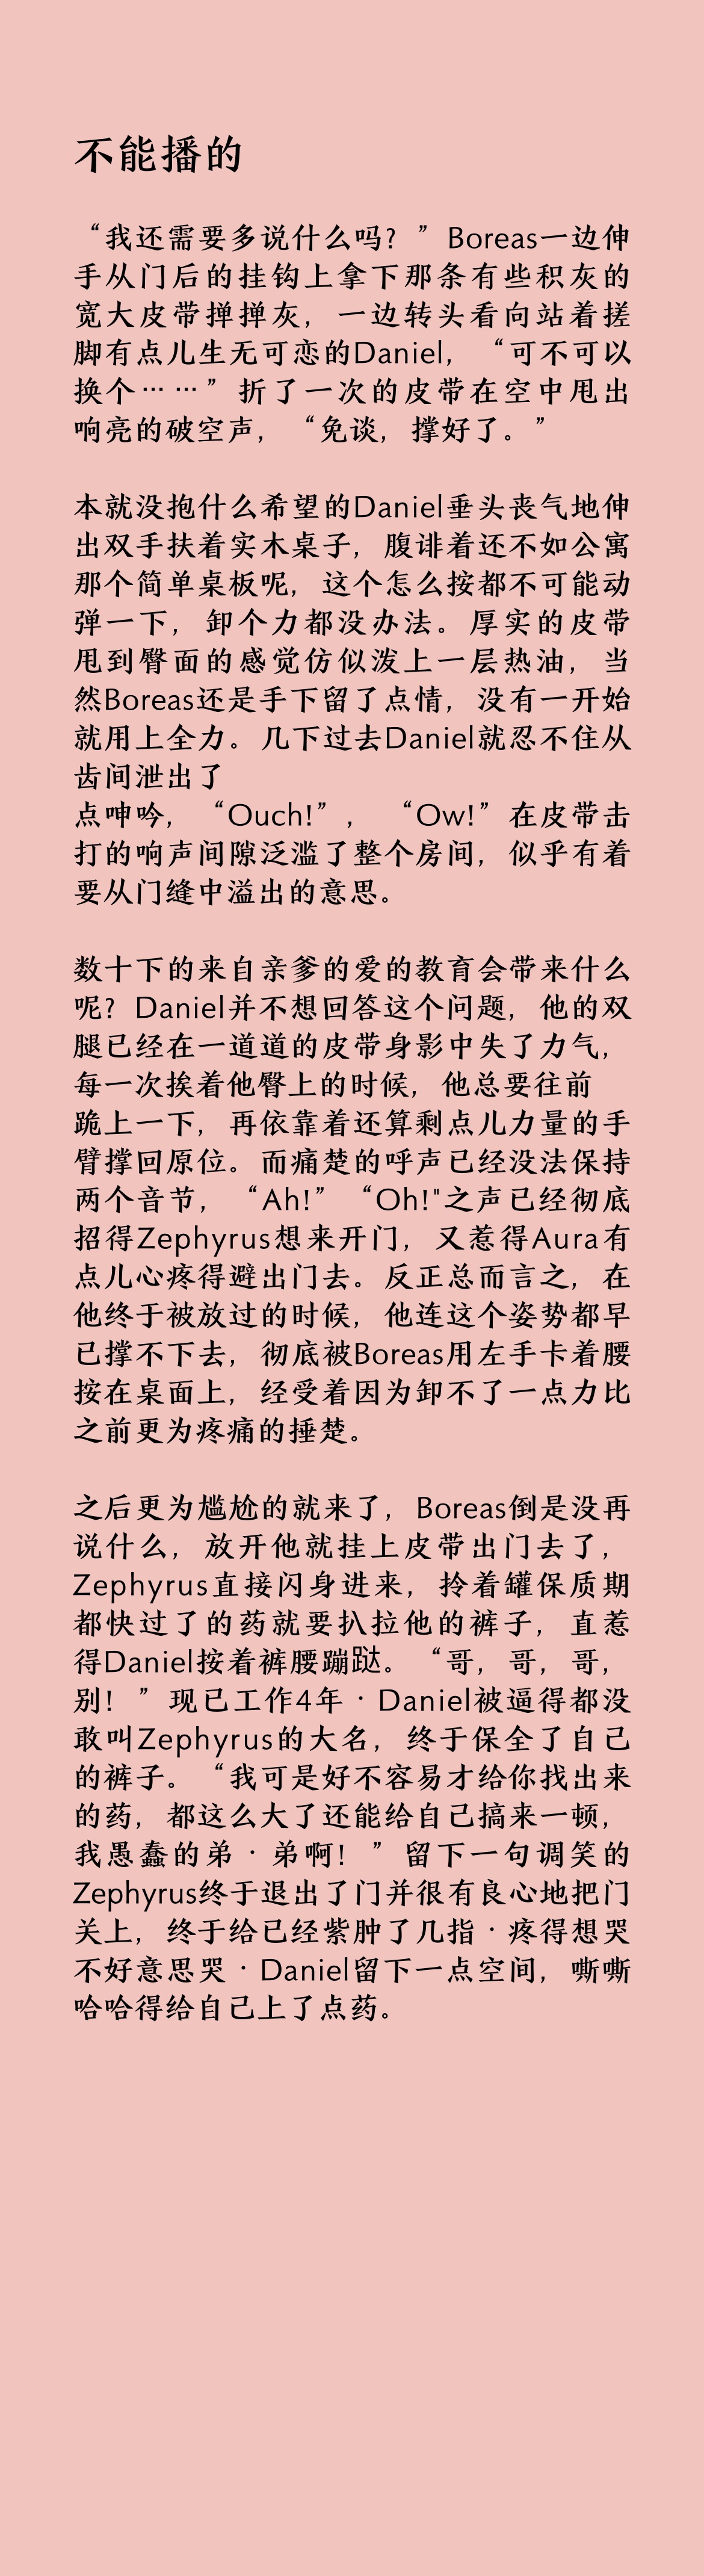 不能播的
“我还需要多说什么吗？”Boreas一边伸
手从门后的挂钩上拿下那条有些积灰的
宽大皮带掸掸灰，一边转头看向站着搓
脚有点儿生无可恋的Daniel，“可不可以
换个……”折了一次的皮带在空中甩出
响亮的破空声，“免谈，撑好了。”
本就没抱什么希望的Daniel垂头丧气地伸
出双手扶着实木桌子，腹诽着还不如公寓
那个简单桌板呢，这个怎么按都不可能动
弹一下，卸个力都没办法。厚实的皮带
甩到臀面的感觉仿似泼上一层热油，当
然Boreas还是手下留了点情，没有一开始
就用上全力。几下过去Daniel就忍不住从
齿间泄出了
点呻吟，“Ouch!”，“Ow!”在皮带击
打的响声间隙泛滥了整个房间，似乎有着
要从门缝中溢出的意思。
数十下的来自亲爹的爱的教育会带来什么
呢？Daniel并不想回答这个问题，他的双
腿已经在一道道的皮带身影中失了力气，
每一次挨着他臀上的时候，他总要往前
跪上一下，再依靠着还算剩点儿力量的手
臂撑回原位。而痛楚的呼声已经没法保持
两个音节，“Ah!”“Oh!"之声已经彻底
招得Zephyrus想来开门，又惹得Aura有
点儿心疼得避出门去。反正总而言之，在
他终于被放过的时候，他连这个姿势都早
已撑不下去，彻底被Boreas用左手卡着腰
按在桌面上，经受着因为卸不了一点力比
之前更为疼痛的捶楚。
之后更为尴尬的就来了，Boreas倒是没再
说什么，放开他就挂上皮带出门去了，
Zephyrus直接闪身进来，拎着罐保质期
都快过了的药就要扒拉他的裤子，直惹
得Daniel按着裤腰蹦跶。“哥，哥，哥，
别！”现已工作4年·Daniel被逼得都没
敢叫Zephyrus的大名，终于保全了自己
的裤子。“我可是好不容易才给你找出来
的药，都这么大了还能给自己搞来一顿，
我愚蠢的弟·弟啊！”留下一句调笑的
Zephyrus终于退出了门并很有良心地把门
关上，终于给已经紫肿了几指·疼得想哭
不好意思哭·Daniel留下一点空间，嘶嘶
哈哈得给自己上了点药。